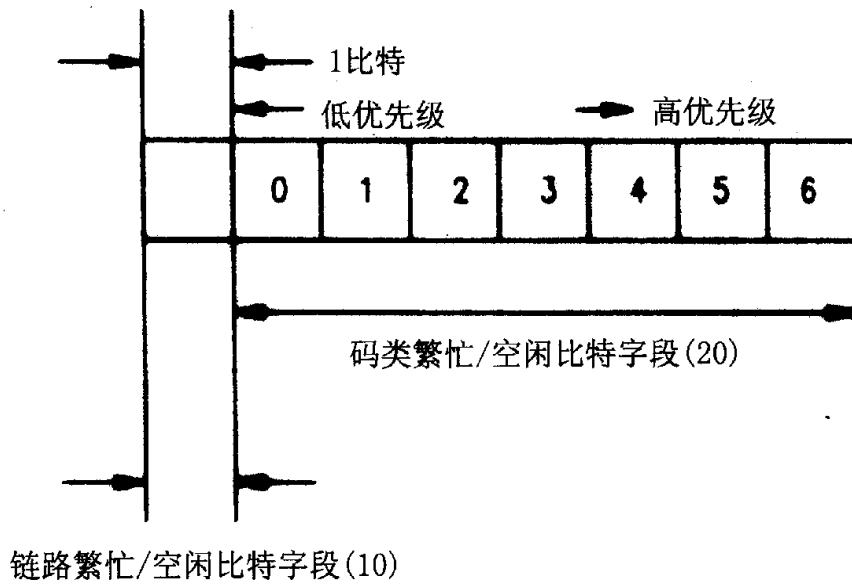 1比特
低优先级 高优先级
0 1 2 3 4 5 6
码类繁忙/空闲比特字段(20)
链路繁忙/空闲比特字段(10)